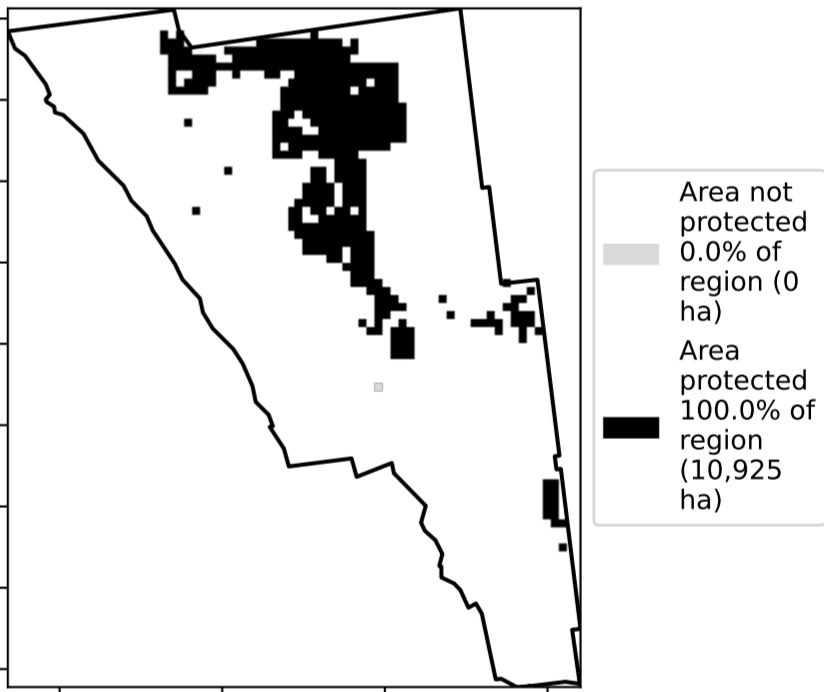 Area not
protected
0.0% of
region (0
ha)
Area
protected
100.0% of
region
(10,925
ha)